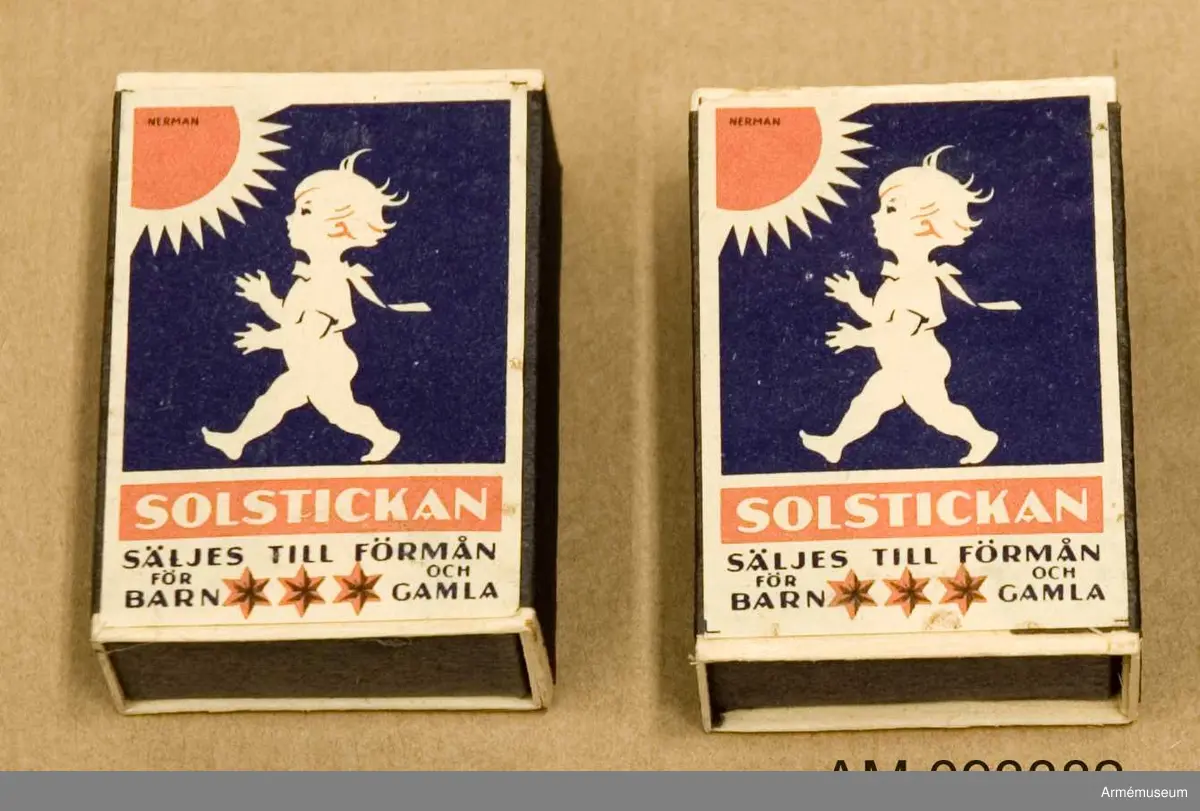 NERMAN
SOLSTICKAN
SÄLJES TILL FÖRMÅN
FÖR OCH
BARN GAMLA
NERMAN
SOLSTICKAN
SÄLJES TILL FÖRMÅN
FÖR OCH
BARN GAMLA
Armémuseum